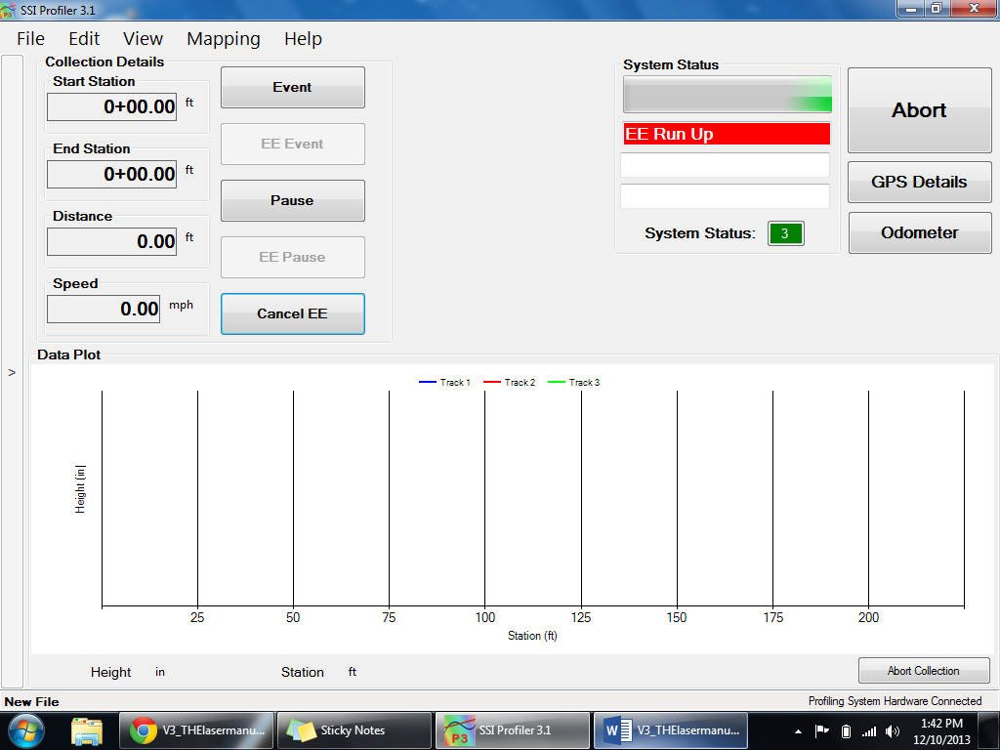 SSI Profiler 3.1
File Edit View Mapping Help
Collection Details
Start Station
0+00.00 ft
End Station
0+00.00 ft
Distance
0.00 ft
Speed
0.00 mph
Event
EE Event
Pause
EE Pause
Cancel EE
System Status
EE Run Up
System Status: 3
Abort
GPS Details
Odometer
>
Data Plot
Track 1 Track 2 Track 3
Height (in)
25 50 75 100 125 150 175 200
Station (ft)
Height in Station ft
Abort Collection
New File
Profiling System Hardware Connected
V3_THElasermanu...
Sticky Notes
P3 SSI Profiler 3.1
W V3_THElasermanu...
1:42 PM
12/10/2013